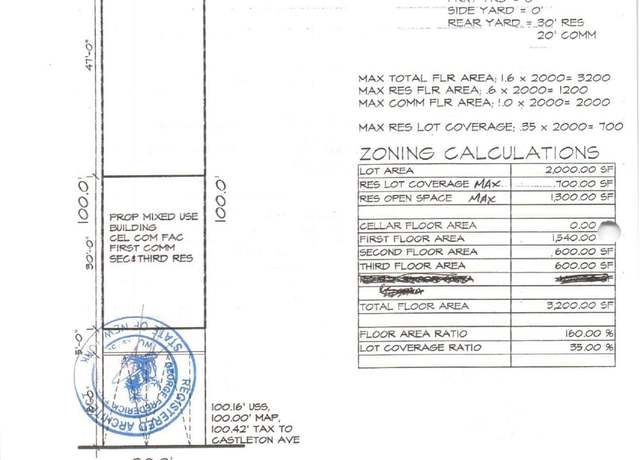 SIDE YARD = 0'
REAR YARD = 30' RES
20' COMM
MAX TOTAL FLR AREA; 1.6 x 2000= 3200
MAX RES FLR AREA; .6 x 2000= 1200
MAX COMM FLR AREA; 1.0 x 2000= 2000
MAX RES LOT COVERAGE; .35 x 2000= 700
ZONING CALCULATIONS
LOT AREA 2,000.00 SF
RES LOT COVERAGE MAX 700.00 SF
RES OPEN SPACE MAX 1,300.00 SF
CELLAR FLOOR AREA 0.00 SF
FIRST FLOOR AREA 1,540.00 SF
SECOND FLOOR AREA 600.00 SF
THIRD FLOOR AREA 600.00 SF
TOTAL FLOOR AREA 3,200.00 SF
FLOOR AREA RATIO 160.00 %
LOT COVERAGE RATIO 35.00 %
47'-0"
100.0'
100.0'
30'-0"
PROP MIXED USE
BUILDING
CEL COM FAC
FIRST COMM
SEC & THIRD RES
5'-0"
REGISTERED ARCHITECT
STATE OF NEW YORK
GEORGE FREDERICK
100.16' USS,
100.00' MAP,
100.42' TAX TO
CASTLETON AVE